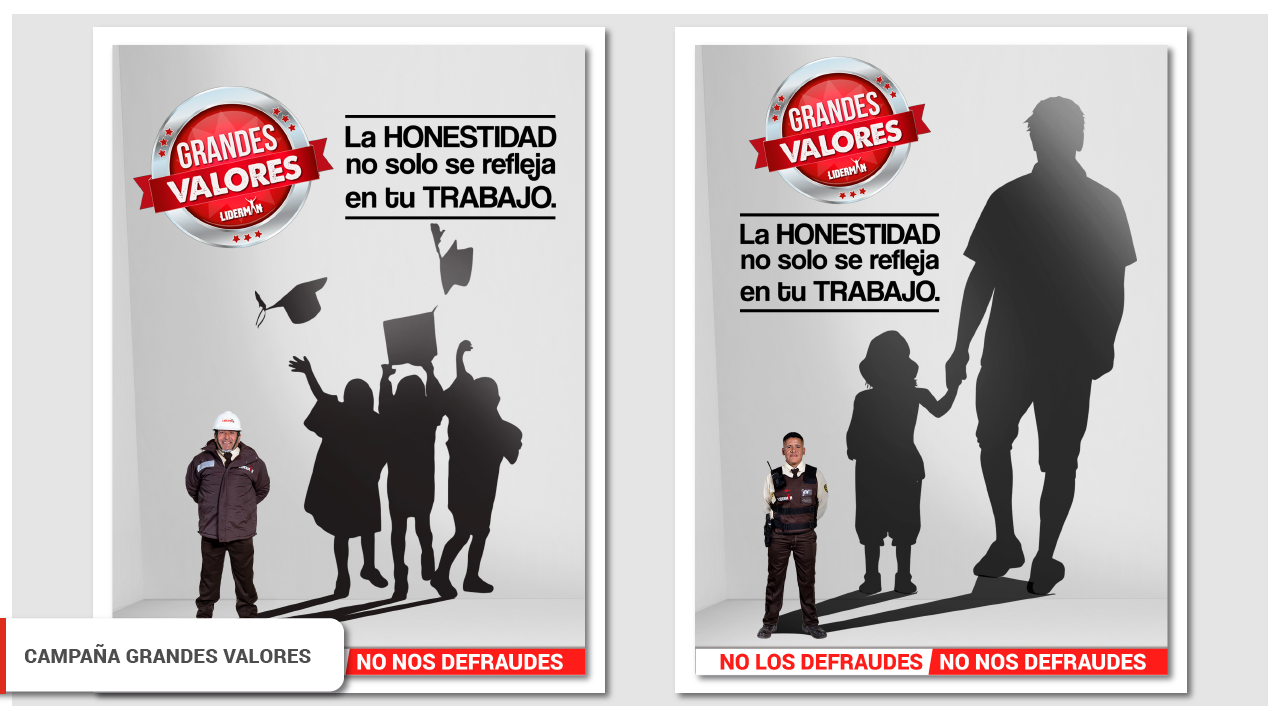 GRANDES
VALORES
LIDERMAN
La HONESTIDAD
no solo se refleja
en tu TRABAJO.
NO NOS DEFRAUDES
CAMPAÑA GRANDES VALORES
GRANDES
VALORES
LIDERMAN
La HONESTIDAD
no solo se refleja
en tu TRABAJO.
NO LOS DEFRAUDES NO NOS DEFRAUDES